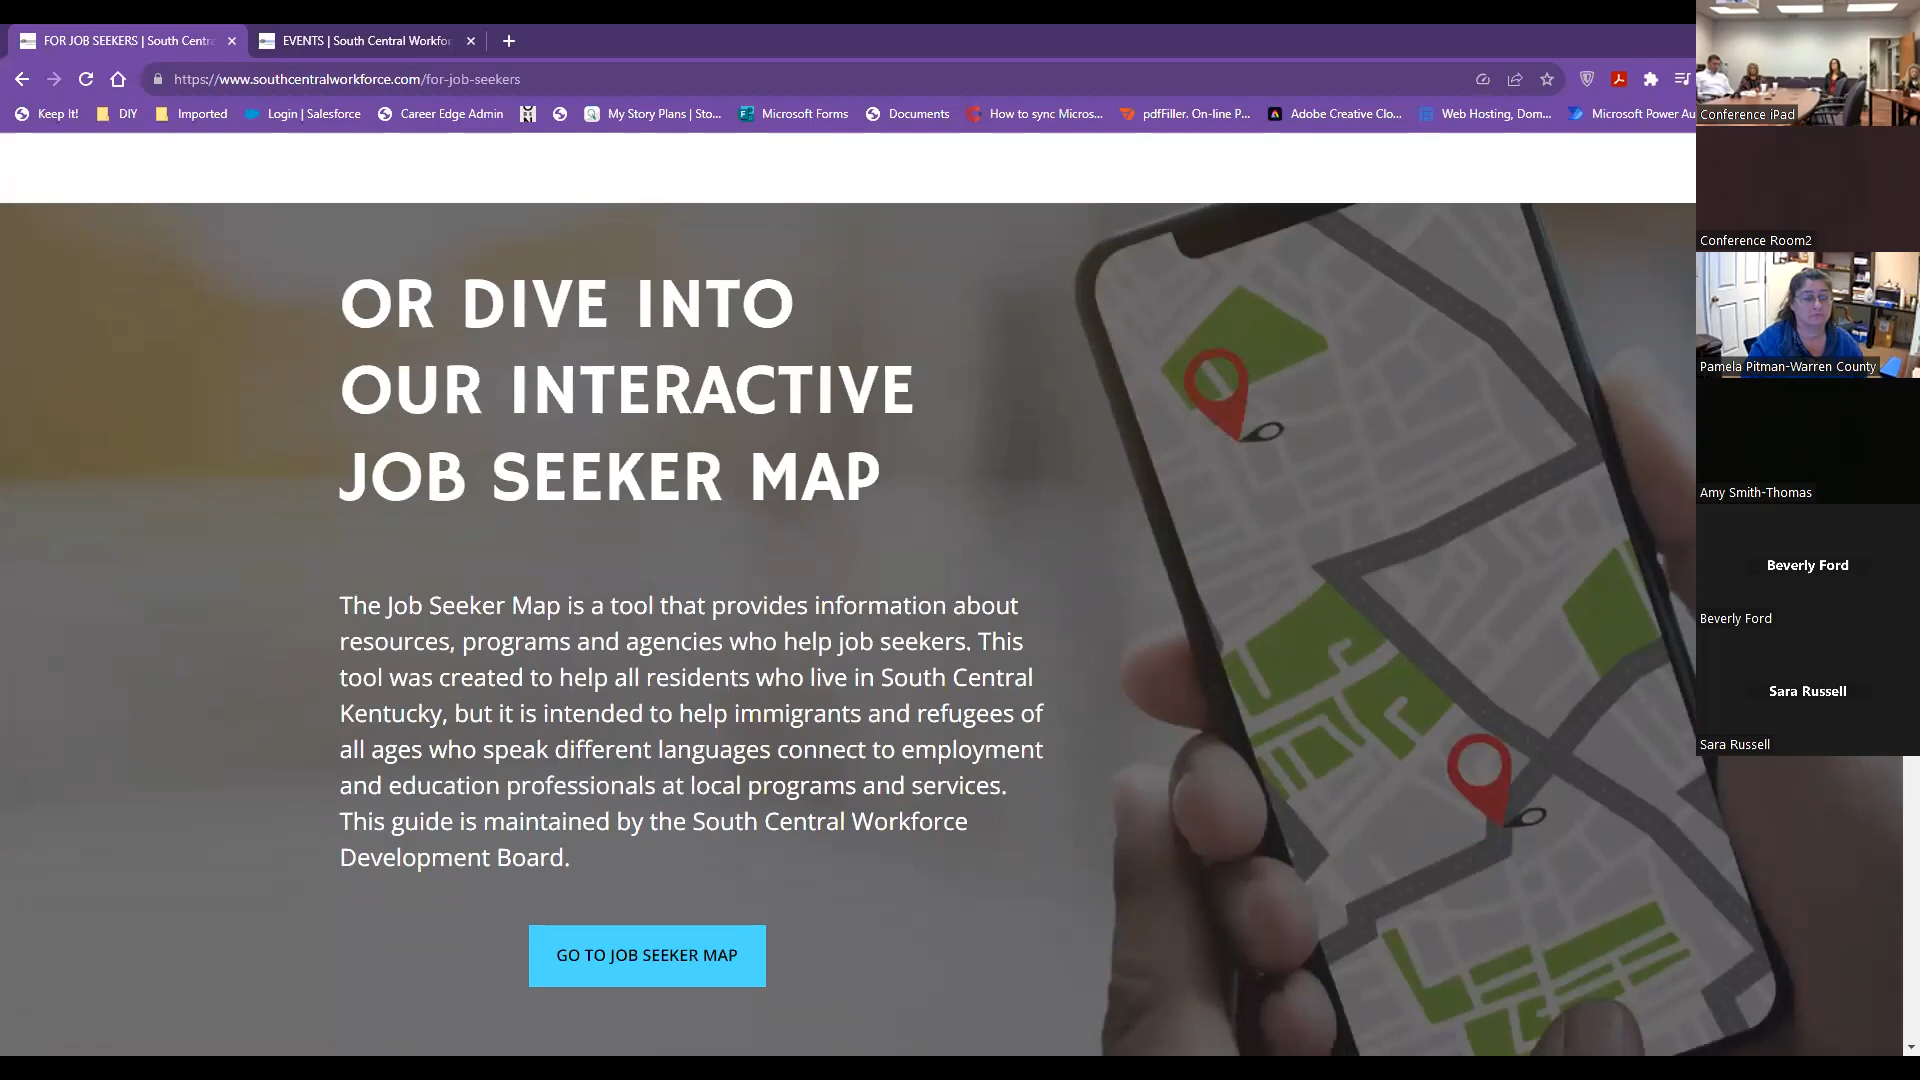 FOR JOB SEEKERS | South Centr
EVENTS | South Central Workfor
https://www.southcentralworkforce.com/for-job-seekers
Keep It!
DIY
Imported
Login | Salesforce
Career Edge Admin
My Story Plans | Sto...
Microsoft Forms
Documents
How to sync Micros...
pdfFiller. On-line P...
Adobe Creative Clo...
Web Hosting, Dom...
Microsoft Power Au
Conference iPad
Conference Room2
Pamela Pitman-Warren County
Amy Smith-Thomas
Beverly Ford
Beverly Ford
Sara Russell
Sara Russell
OR DIVE INTO
OUR INTERACTIVE
JOB SEEKER MAP
The Job Seeker Map is a tool that provides information about
resources, programs and agencies who help job seekers. This
tool was created to help all residents who live in South Central
Kentucky, but it is intended to help immigrants and refugees of
all ages who speak different languages connect to employment
and education professionals at local programs and services.
This guide is maintained by the South Central Workforce
Development Board.
GO TO JOB SEEKER MAP